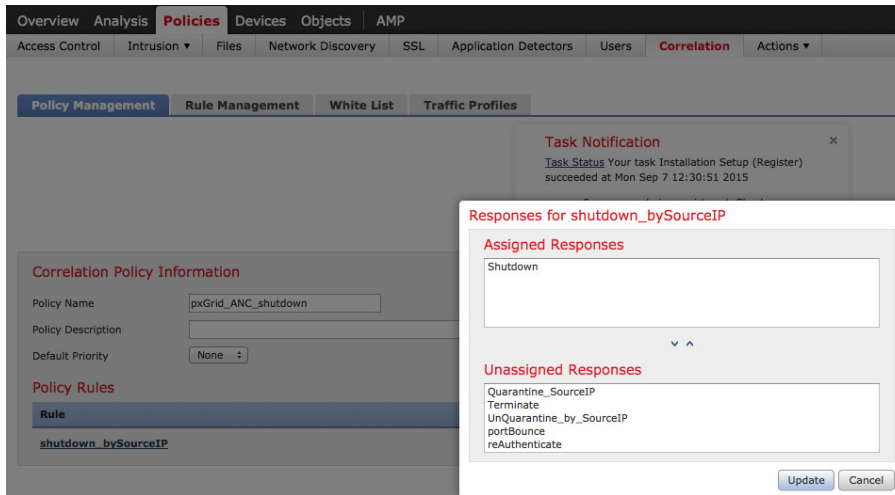 Overview Analysis Policies Devices Objects AMP
Access Control Intrusion ▼ Files Network Discovery SSL Application Detectors Users Correlation Actions ▼
Policy Management Rule Management White List Traffic Profiles
Task Notification ×
Task Status Your task Installation Setup (Register)
succeeded at Mon Sep 7 12:30:51 2015
Responses for shutdown_bySourceIP
Assigned Responses
Shutdown
Unassigned Responses
Quarantine_SourceIP
Terminate
UnQuarantine_by_SourceIP
portBounce
reAuthenticate
Update Cancel
Correlation Policy Information
Policy Name pxGrid_ANC_shutdown
Policy Description
Default Priority None
Policy Rules
Rule
shutdown_bySourceIP